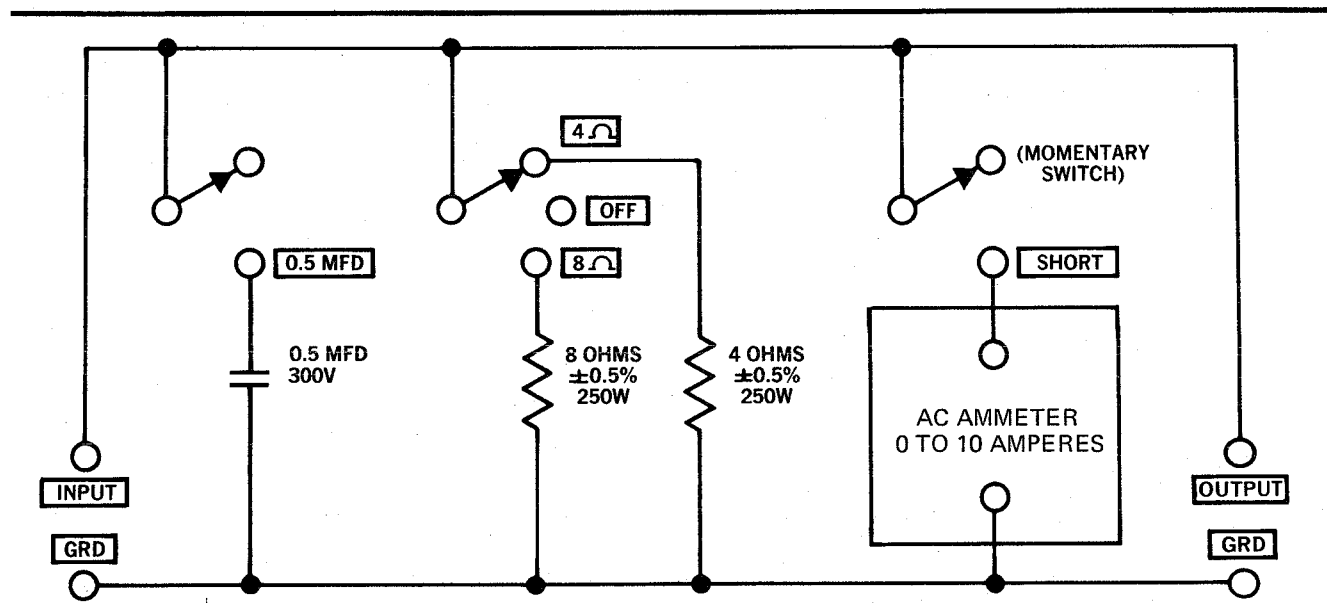 4 Ω
(MOMENTARY
SWITCH)
OFF
0.5 MFD
8 Ω
SHORT
0.5 MFD
300V
8 OHMS
±0.5%
250W
4 OHMS
±0.5%
250W
AC AMMETER
0 TO 10 AMPERES
INPUT
OUTPUT
GRD
GRD